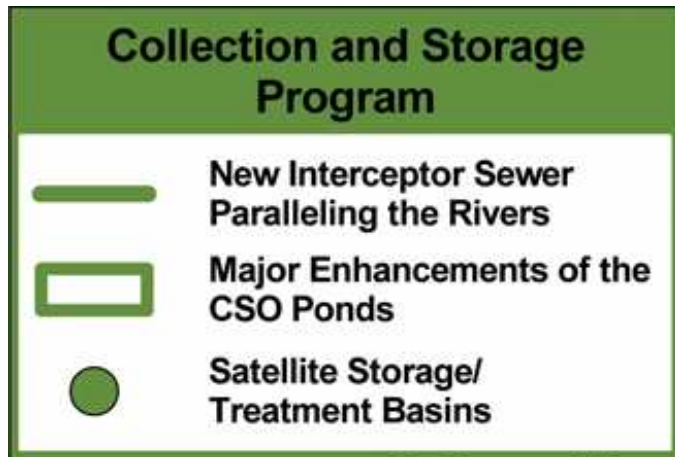 Collection and Storage
Program
New Interceptor Sewer
Paralleling the Rivers
Major Enhancements of the
CSO Ponds
Satellite Storage/
Treatment Basins